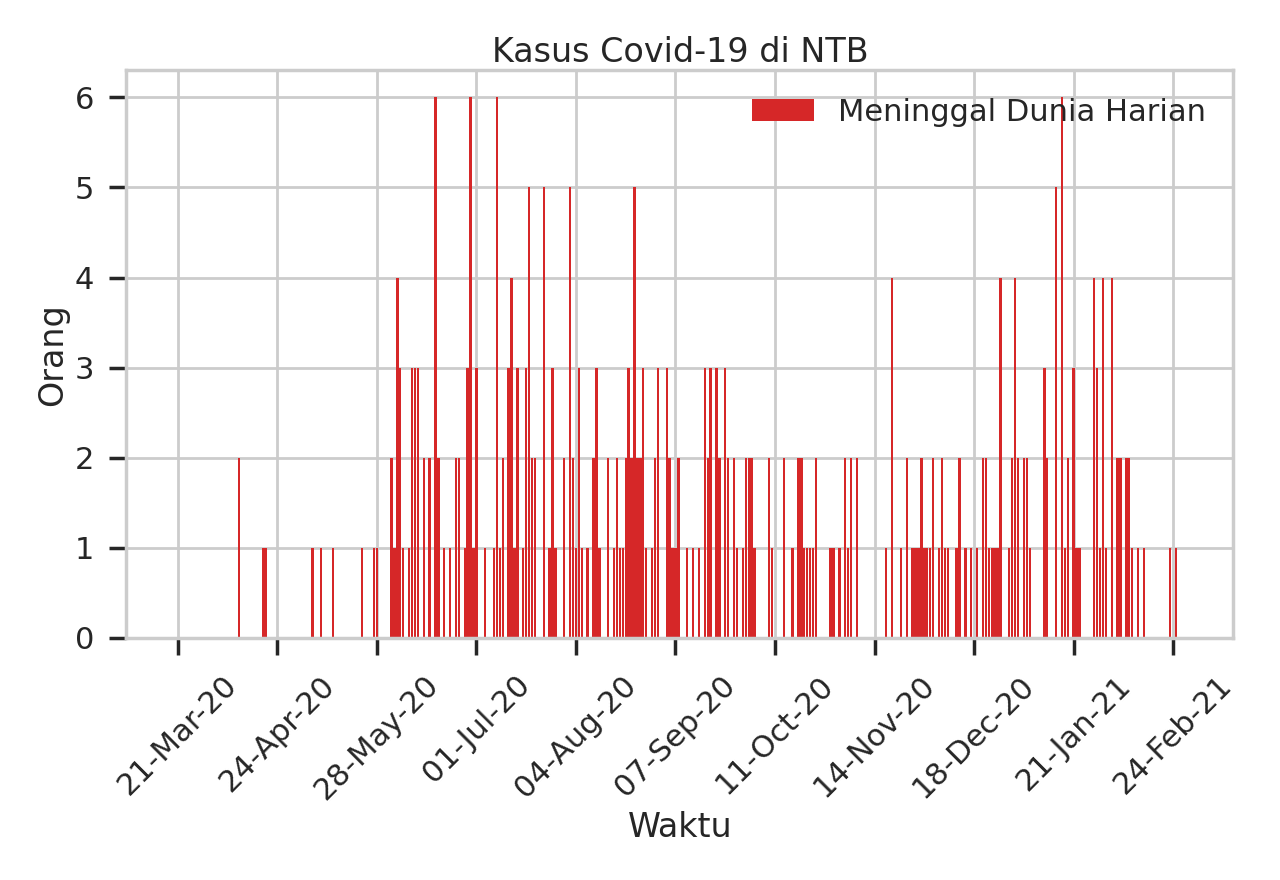 Kasus Covid-19 di NTB
Meninggal Dunia Harian
Orang
6
5
4
3
2
1
0
21-Mar-20
24-Apr-20
28-May-20
01-Jul-20
04-Aug-20
07-Sep-20
11-Oct-20
14-Nov-20
18-Dec-20
21-Jan-21
24-Feb-21
Waktu